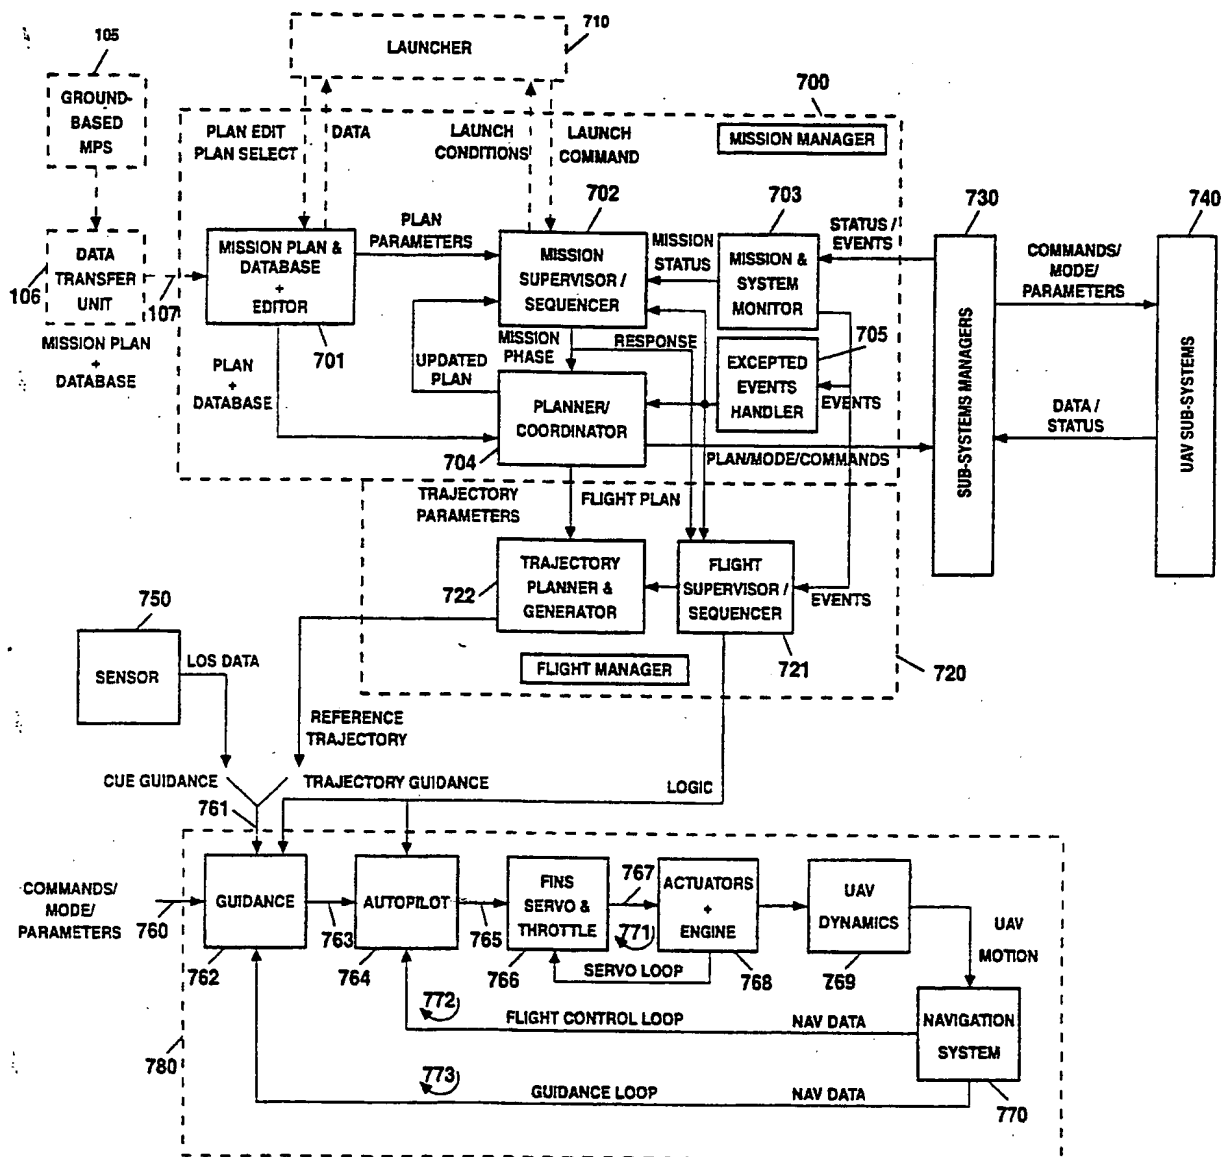 710
105
LAUNCHER
GROUND-
BASED
MPS
700
PLAN EDIT
PLAN SELECT
DATA
LAUNCH
CONDITIONS
LAUNCH
COMMAND
MISSION MANAGER
702
703
730
740
PLAN
PARAMETERS
MISSION
STATUS
STATUS /
EVENTS
COMMANDS/
MODE/
PARAMETERS
106
DATA
TRANSFER
UNIT
107
MISSION PLAN &
DATABASE
+
EDITOR
MISSION
SUPERVISOR /
SEQUENCER
MISSION &
SYSTEM
MONITOR
MISSION PLAN
+
DATABASE
701
UPDATED
PLAN
MISSION
PHASE
RESPONSE
705
PLAN
+
DATABASE
EXCEPTED
EVENTS
HANDLER
EVENTS
PLANNER/
COORDINATOR
704
DATA /
STATUS
PLAN/MODE/COMMANDS
SUB-SYSTEMS MANAGERS
UAV SUB-SYSTEMS
TRAJECTORY
PARAMETERS
FLIGHT PLAN
722
TRAJECTORY
PLANNER &
GENERATOR
FLIGHT
SUPERVISOR /
SEQUENCER
EVENTS
750
SENSOR
LOS DATA
FLIGHT MANAGER
721
720
REFERENCE
TRAJECTORY
CUE GUIDANCE
TRAJECTORY GUIDANCE
LOGIC
761
COMMANDS/
MODE/
PARAMETERS
760
GUIDANCE
763
AUTOPILOT
765
FINS
SERVO &
THROTTLE
767
771
ACTUATORS
+
ENGINE
UAV
DYNAMICS
UAV
MOTION
762
764
766
SERVO LOOP
768
769
772
FLIGHT CONTROL LOOP
NAV DATA
NAVIGATION
SYSTEM
780
773
GUIDANCE LOOP
NAV DATA
770